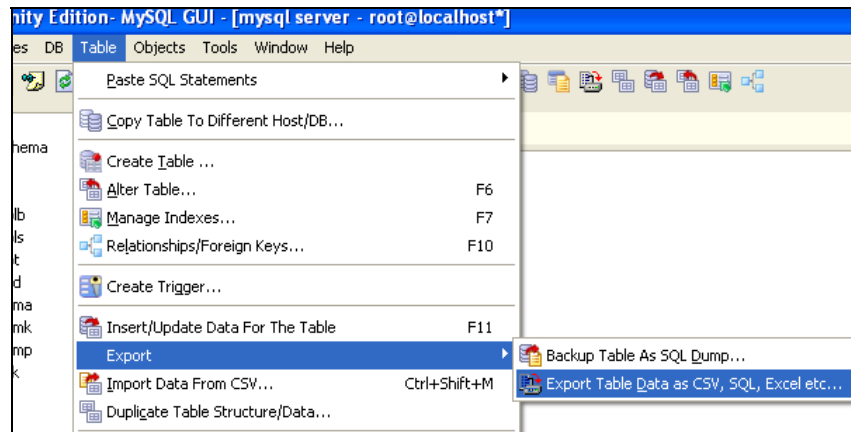 nity Edition- MySQL GUI - [mysql server - root@localhost*]
es DB Table Objects Tools Window Help
Paste SQL Statements
Copy Table To Different Host/DB...
hema
Create Table ...
Alter Table... F6
lb
Manage Indexes... F7
ls
Relationships/Foreign Keys... F10
t
d
Create Trigger...
ma
mk
Insert/Update Data For The Table F11
mp
Export
Backup Table As SQL Dump...
k
Import Data From CSV... Ctrl+Shift+M
Export Table Data as CSV, SQL, Excel etc...
Duplicate Table Structure/Data...